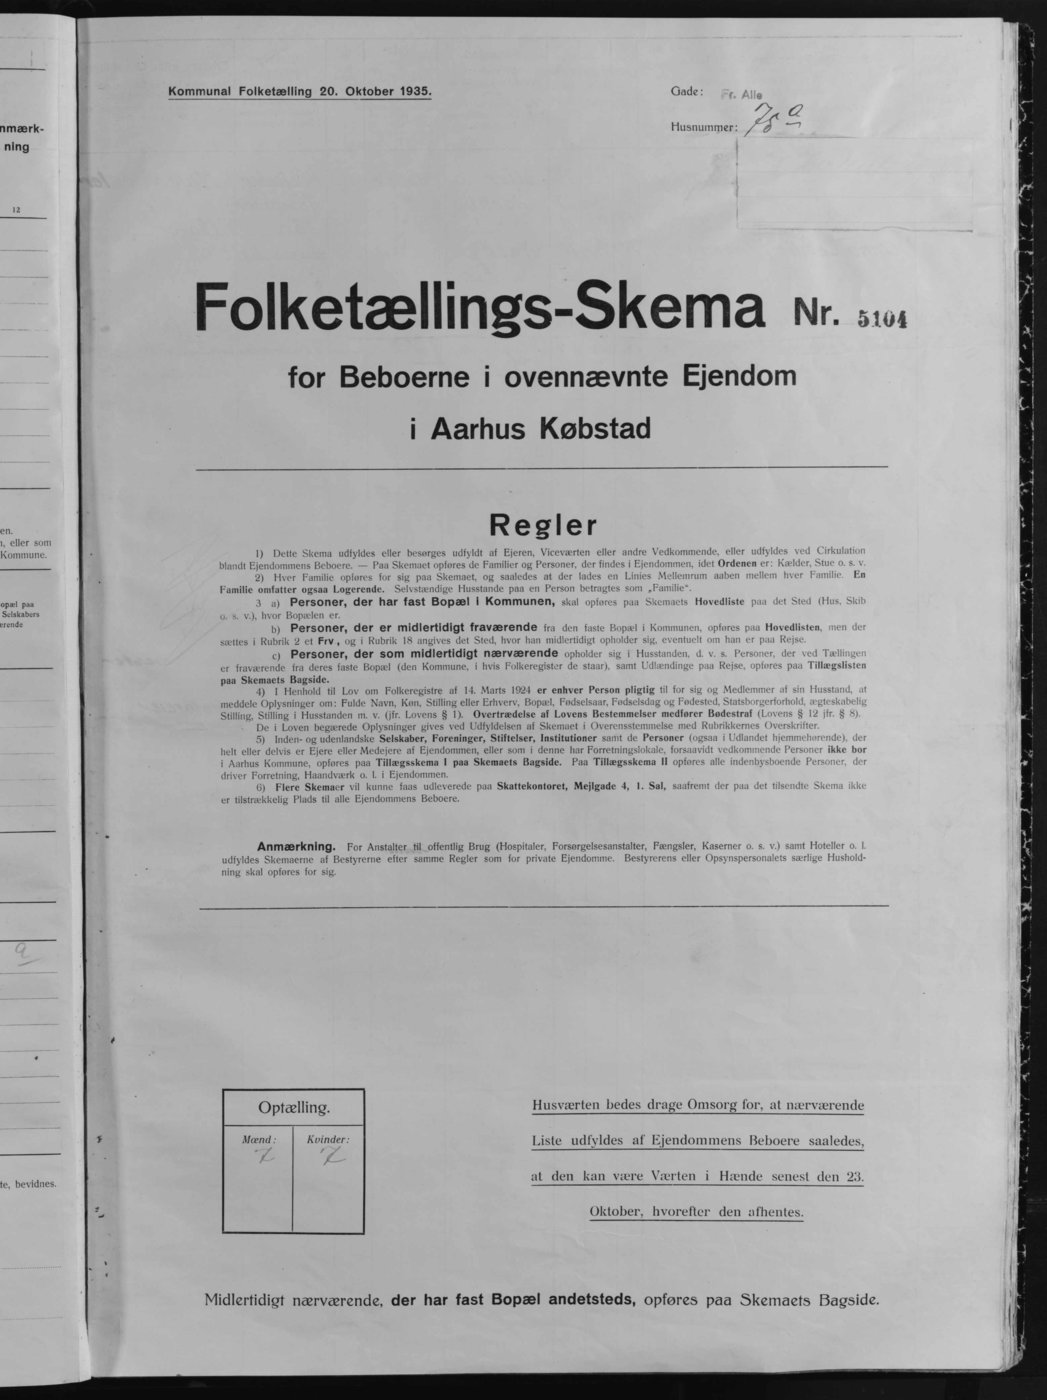 nmærk-
ning
12
en.
n, eller som
Kommune.
opæl paa
Selskabers
ærende
a
te, bevidnes.
Kommunal Folketælling 20. Oktober 1935.
Gade: Fr. Alle
Husnummer: 78 a
Folketællings-Skema Nr. 5104
for Beboerne i ovennævnte Ejendom
i Aarhus Købstad
Regler
1) Dette Skema udfyldes eller besørges udfyldt af Ejeren, Viceværten eller andre Vedkommende, eller udfyldes ved Cirkulation
blandt Ejendommens Beboere. — Paa Skemaet opføres de Familier og Personer, der findes i Ejendommen, idet Ordenen er: Kælder, Stue o. s. v.
2) Hver Familie opføres for sig paa Skemaet, og saaledes at der lades en Linies Mellemrum aaben mellem hver Familie. En
Familie omfatter ogsaa Logerende. Selvstændige Husstande paa en Person betragtes som „Familie“.
3 a) Personer, der har fast Bopæl i Kommunen, skal opføres paa Skemaets Hovedliste paa det Sted (Hus, Skib
o. s. v.), hvor Bopælen er.
b) Personer, der er midlertidigt fraværende fra den faste Bopæl i Kommunen, opføres paa Hovedlisten, men der
sættes i Rubrik 2 et Frv., og i Rubrik 18 angives det Sted, hvor han midlertidigt opholder sig, eventuelt om han er paa Rejse.
c) Personer, der som midlertidigt nærværende opholder sig i Husstanden, d. v. s. Personer, der ved Tællingen
er fraværende fra deres faste Bopæl (den Kommune, i hvis Folkeregister de staar), samt Udlændinge paa Rejse, opføres paa Tillægslisten
paa Skemaets Bagside.
4) I Henhold til Lov om Folkeregistre af 14. Marts 1924 er enhver Person pligtig til for sig og Medlemmer af sin Husstand, at
meddele Oplysninger om: Fulde Navn, Køn, Stilling eller Erhverv, Bopæl, Fødselsaar, Fødselsdag og Fødested, Statsborgerforhold, ægteskabelig
Stilling, Stilling i Husstanden m. v. (jfr. Lovens § 1). Overtrædelse af Lovens Bestemmelser medfører Bødestraf (Lovens § 12 jfr. § 8).
De i Loven begærede Oplysninger gives ved Udfyldelsen af Skemaet i Overensstemmelse med Rubrikkernes Overskrifter.
5) Inden- og udenlandske Selskaber, Foreninger, Stiftelser, Institutioner samt de Personer (ogsaa i Udlandet hjemmehørende), der
helt eller delvis er Ejere eller Medejere af Ejendommen, eller som i denne har Forretningslokale, forsaavidt vedkommende Personer ikke bor
i Aarhus Kommune, opføres paa Tillægsskema I paa Skemaets Bagside. Paa Tillægsskema II opføres alle indenbysboende Personer, der
driver Forretning, Haandværk o. l. i Ejendommen.
6) Flere Skemaer vil kunne faas udleverede paa Skattekontoret, Mejlgade 4, 1. Sal, saafremt der paa det tilsendte Skema ikke
er tilstrækkelig Plads til alle Ejendommens Beboere.
Anmærkning. For Anstalter til offentlig Brug (Hospitaler, Forsørgelsesanstalter, Fængsler, Kaserner o. s. v.) samt Hoteller o. l.
udfyldes Skemaerne af Bestyrerne efter samme Regler som for private Ejendomme. Bestyrerens eller Opsynspersonalets særlige Hushold-
ning skal opføres for sig.
Optælling.
Mænd: Kvinder:
7 7
Husværten bedes drage Omsorg for, at nærværende
Liste udfyldes af Ejendommens Beboere saaledes,
at den kan være Værten i Hænde senest den 23.
Oktober, hvorefter den afhentes.
Midlertidigt nærværende, der har fast Bopæl andetsteds, opføres paa Skemaets Bagside.